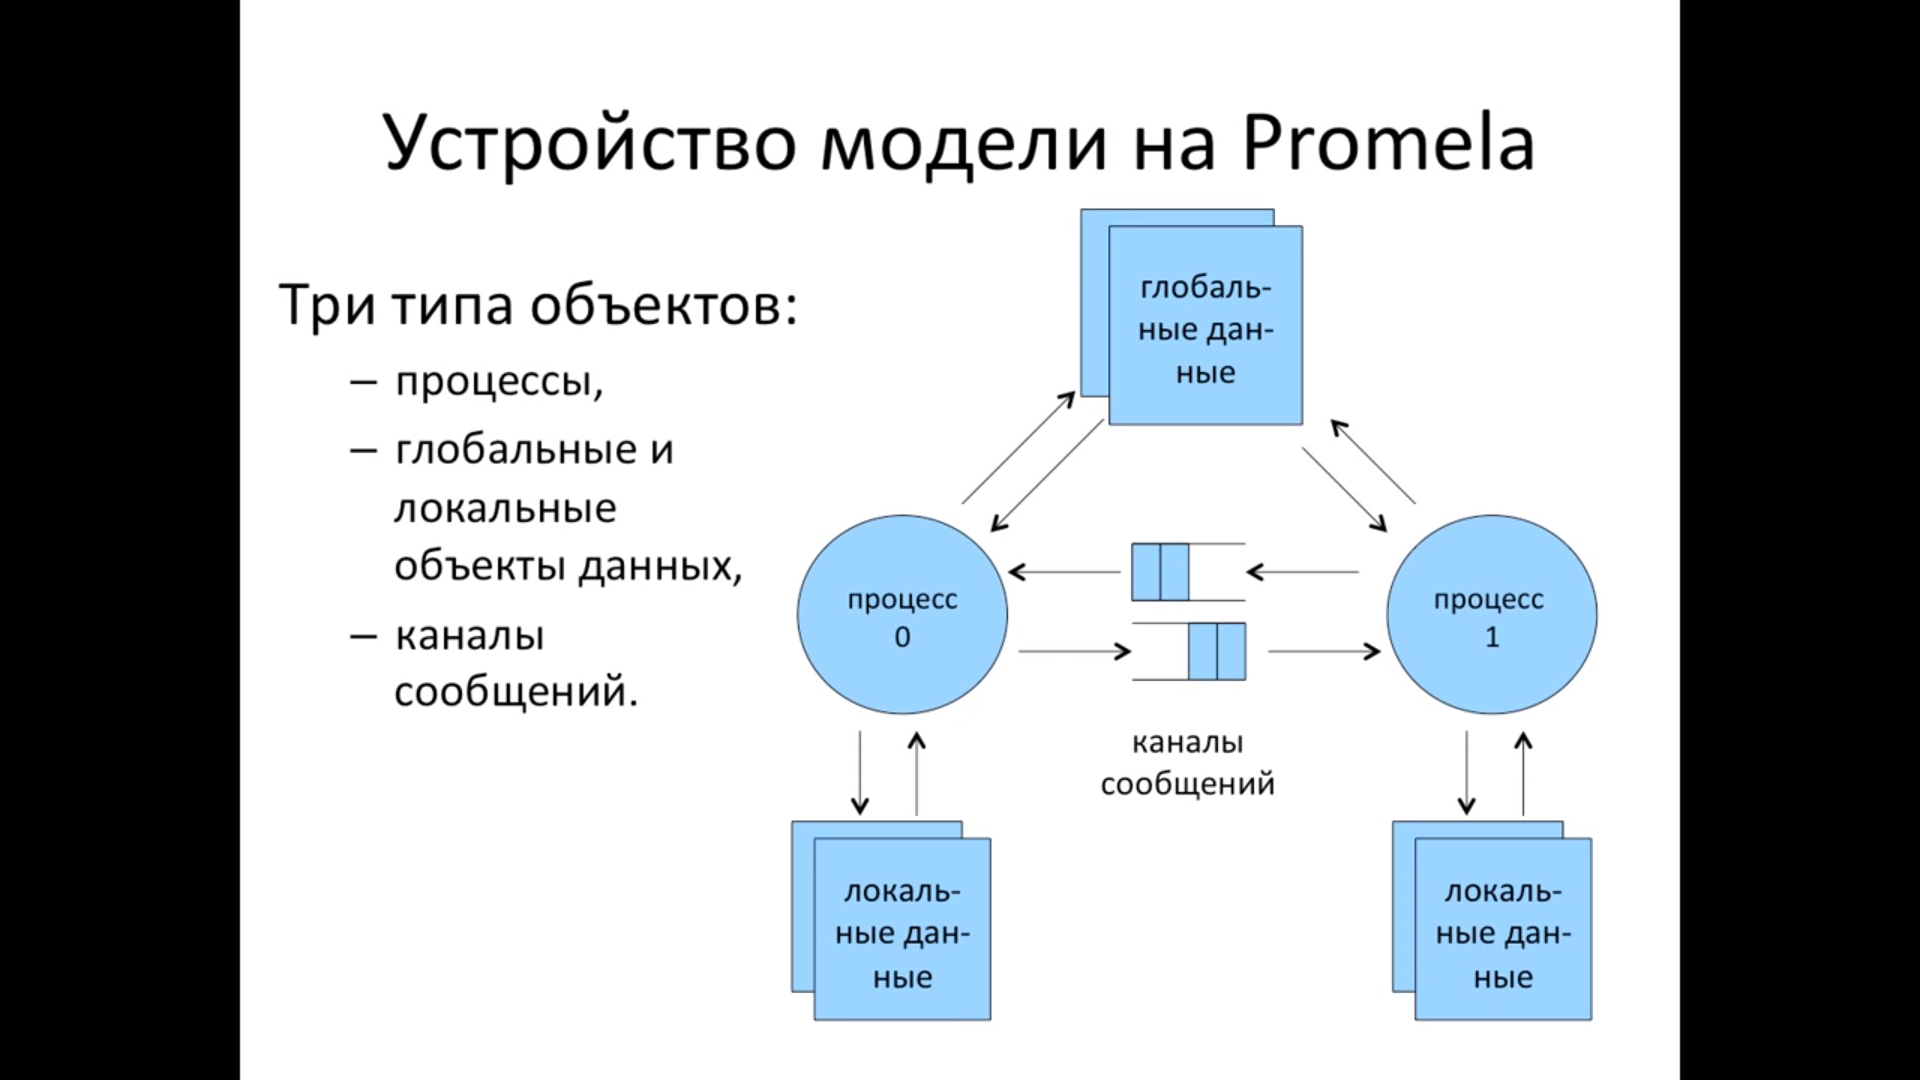 Устройство модели на Promela
Три типа объектов:
– процессы,
– глобальные и
локальные
объекты данных,
– каналы
сообщений.
глобаль-
ные дан-
ные
процесс
0
процесс
1
каналы
сообщений
локаль-
ные дан-
ные
локаль-
ные дан-
ные